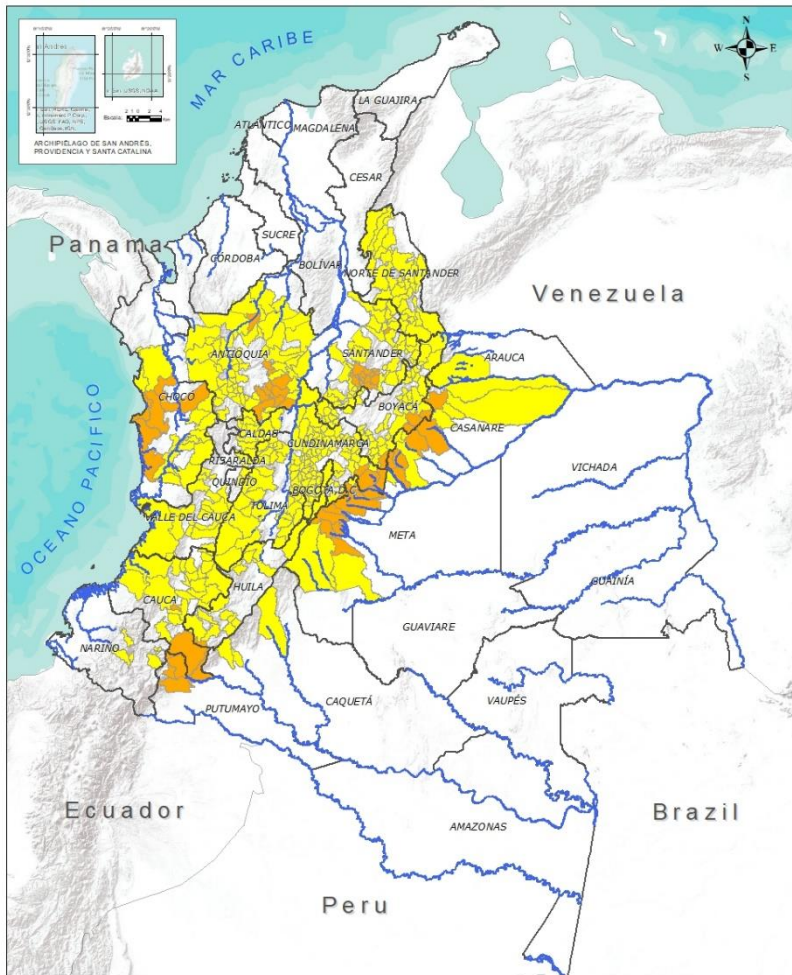 ARCHIPIÉLAGO DE SAN ANDRÉS,
PROVIDENCIA Y SANTA CATALINA
MAR CARIBE
N
W
E
S
LA GUAJIRA
ATLÁNTICO
MAGDALENA
CESAR
Panama
SUCRE
CÓRDOBA
BOLÍVAR
NORTE DE SANTANDER
Venezuela
ANTIOQUIA
SANTANDER
ARAUCA
CHOCÓ
BOYACÁ
CALDAS
CUNDINAMARCA
CASANARE
RISARALDA
VICHADA
QUINDÍO
BOGOTÁ, D.C.
OCEANO PACIFICO
VALLE DEL CAUCA
TOLIMA
META
HUILA
GUAINÍA
CAUCA
GUAVIARE
NARIÑO
PUTUMAYO
CAQUETÁ
VAUPÉS
Ecuador
Brazil
AMAZONAS
Peru